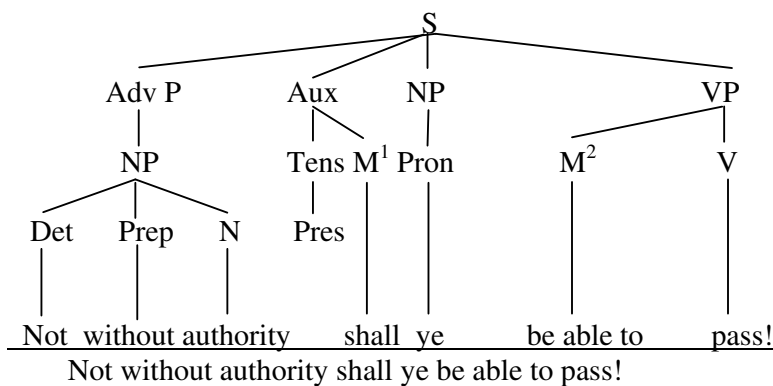 S
Adv P Aux NP VP
NP Tens M¹ Pron M² V
Det Prep N Pres
Not without authority shall ye be able to pass!
Not without authority shall ye be able to pass!